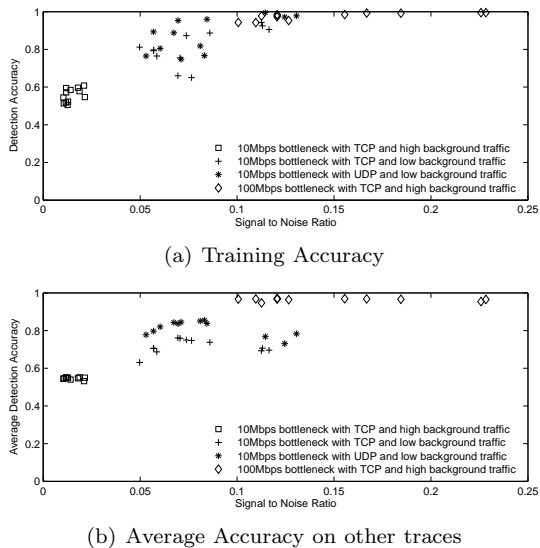 1
0.8
0.6
0.4
0.2
0
Detection Accuracy
10Mbps bottleneck with TCP and high background traffic
10Mbps bottleneck with TCP and low background traffic
10Mbps bottleneck with UDP and low background traffic
100Mbps bottleneck with TCP and high background traffic
0 0.05 0.1 0.15 0.2 0.25
Signal to Noise Ratio
(a) Training Accuracy
1
0.8
0.6
0.4
0.2
0
Average Detection Accuracy
10Mbps bottleneck with TCP and high background traffic
10Mbps bottleneck with TCP and low background traffic
10Mbps bottleneck with UDP and low background traffic
100Mbps bottleneck with TCP and high background traffic
0 0.05 0.1 0.15 0.2 0.25
Signal to Noise Ratio
(b) Average Accuracy on other traces